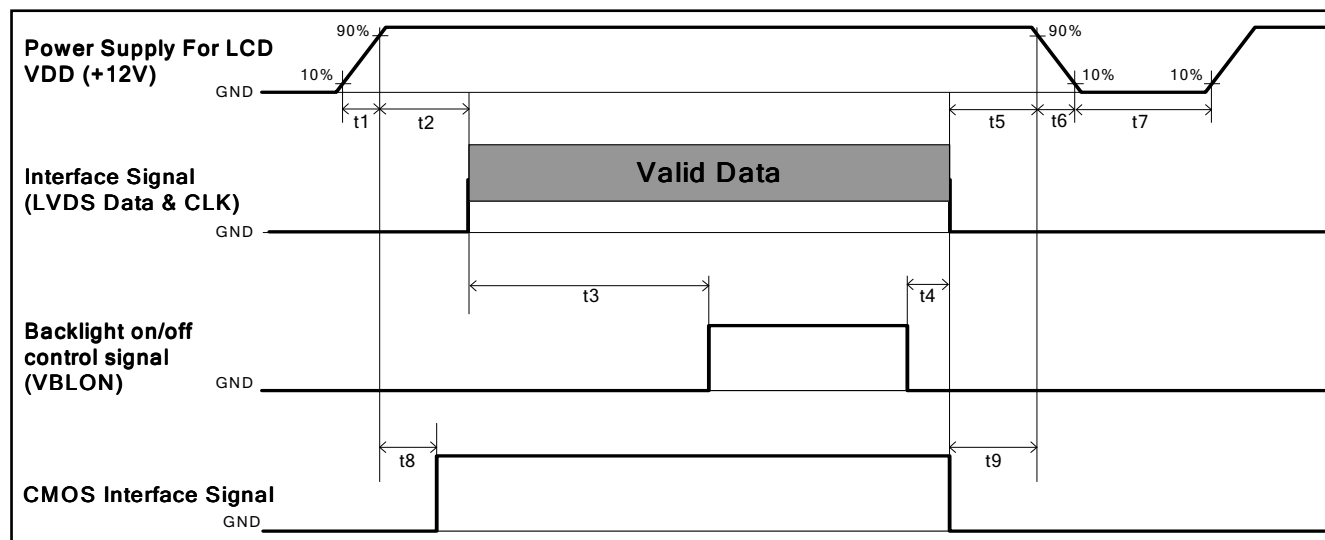 Power Supply For LCD
VDD (+12V)
90%
10%
GND
90%
10%
10%
t1
t2
t5
t6
t7
Interface Signal
(LVDS Data & CLK)
Valid Data
GND
t3
t4
Backlight on/off
control signal
(VBLON)
GND
t8
t9
CMOS Interface Signal
GND